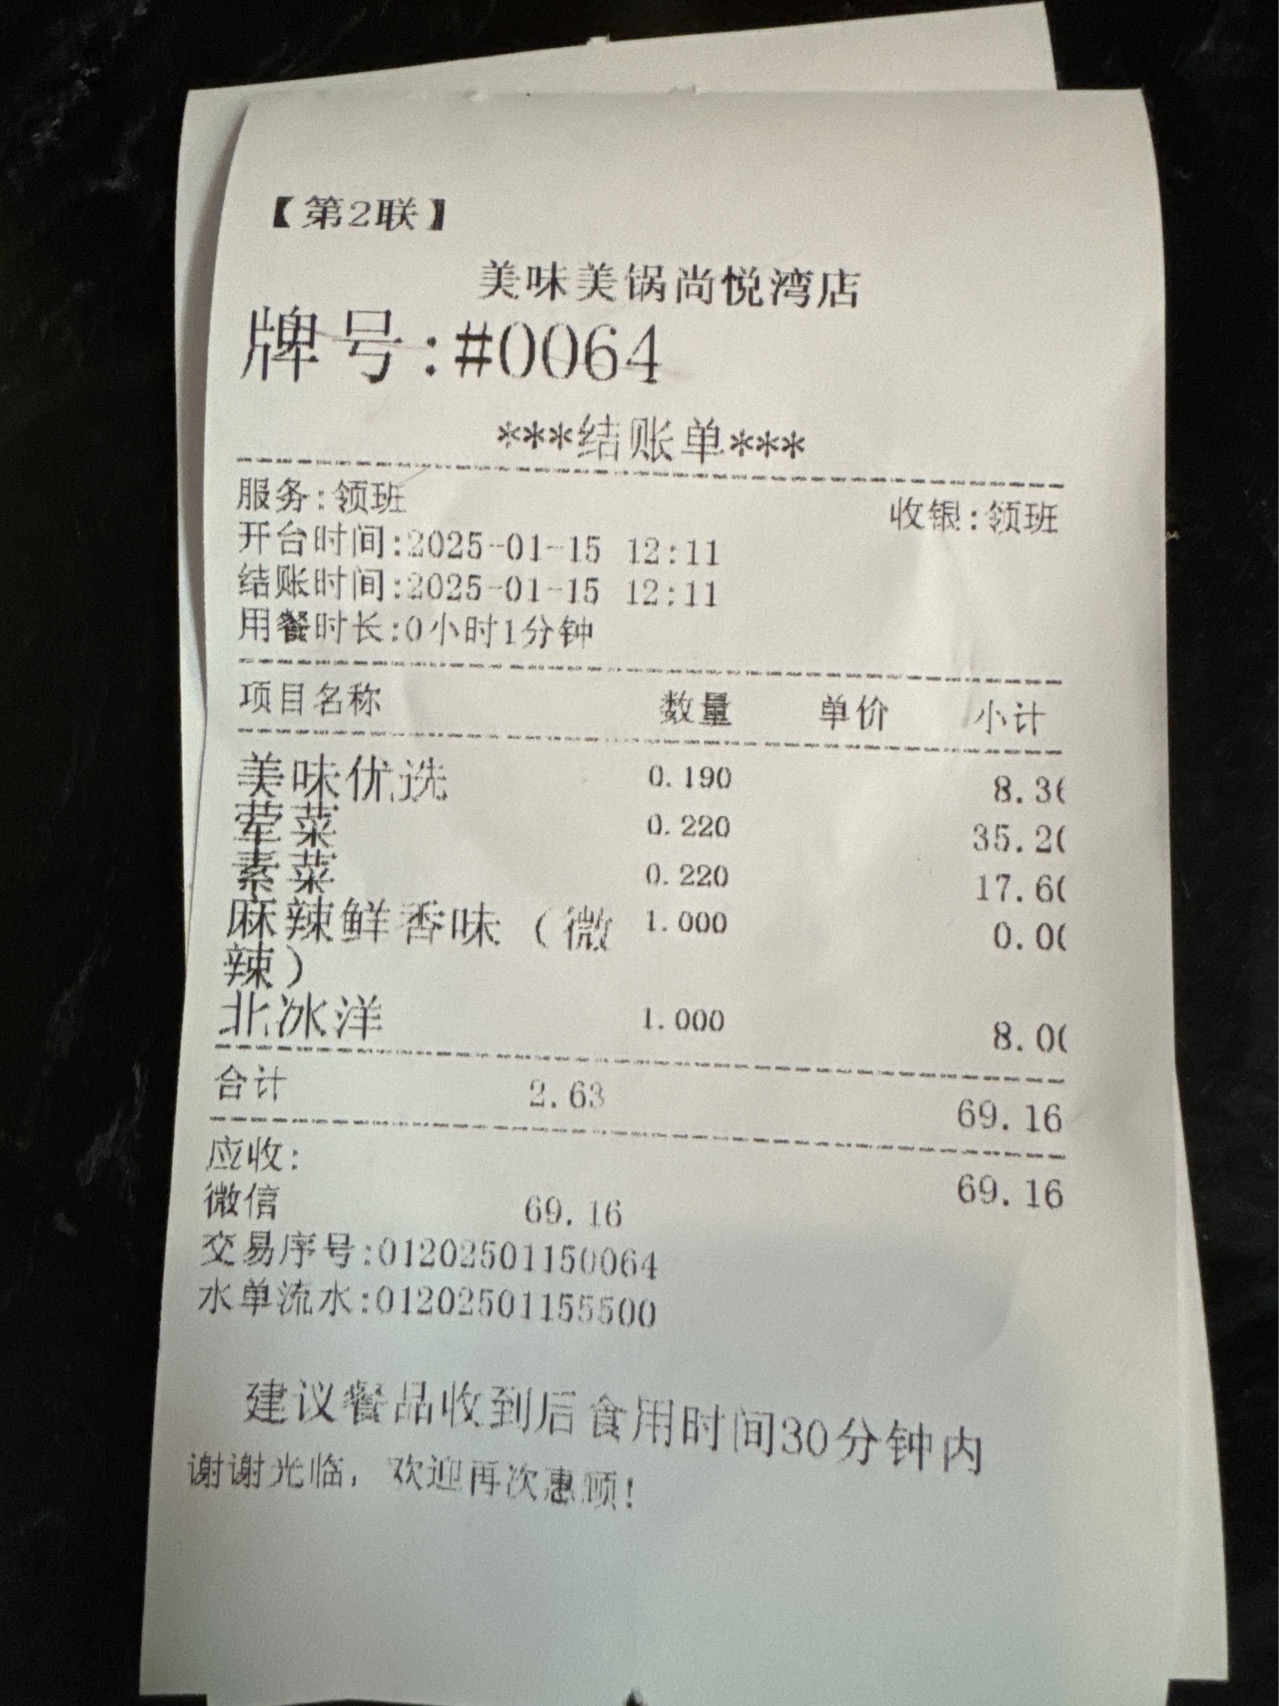 【第2联】
美味美锅尚悦湾店
牌号:#0064
***结账单***
服务:领班 收银:领班
开台时间:2025-01-15 12:11
结账时间:2025-01-15 12:11
用餐时长:0小时1分钟
项目名称 数量 单价 小计
美味优选 0.190 8.36
荤菜 0.220 35.20
素菜 0.220 17.60
麻辣鲜香味（微 1.000 0.00
辣）
北冰洋 1.000 8.00
合计 2.63 69.16
应收: 69.16
微信 69.16
交易序号:01202501150064
水单流水:01202501155500
建议餐品收到后食用时间30分钟内
谢谢光临，欢迎再次惠顾!